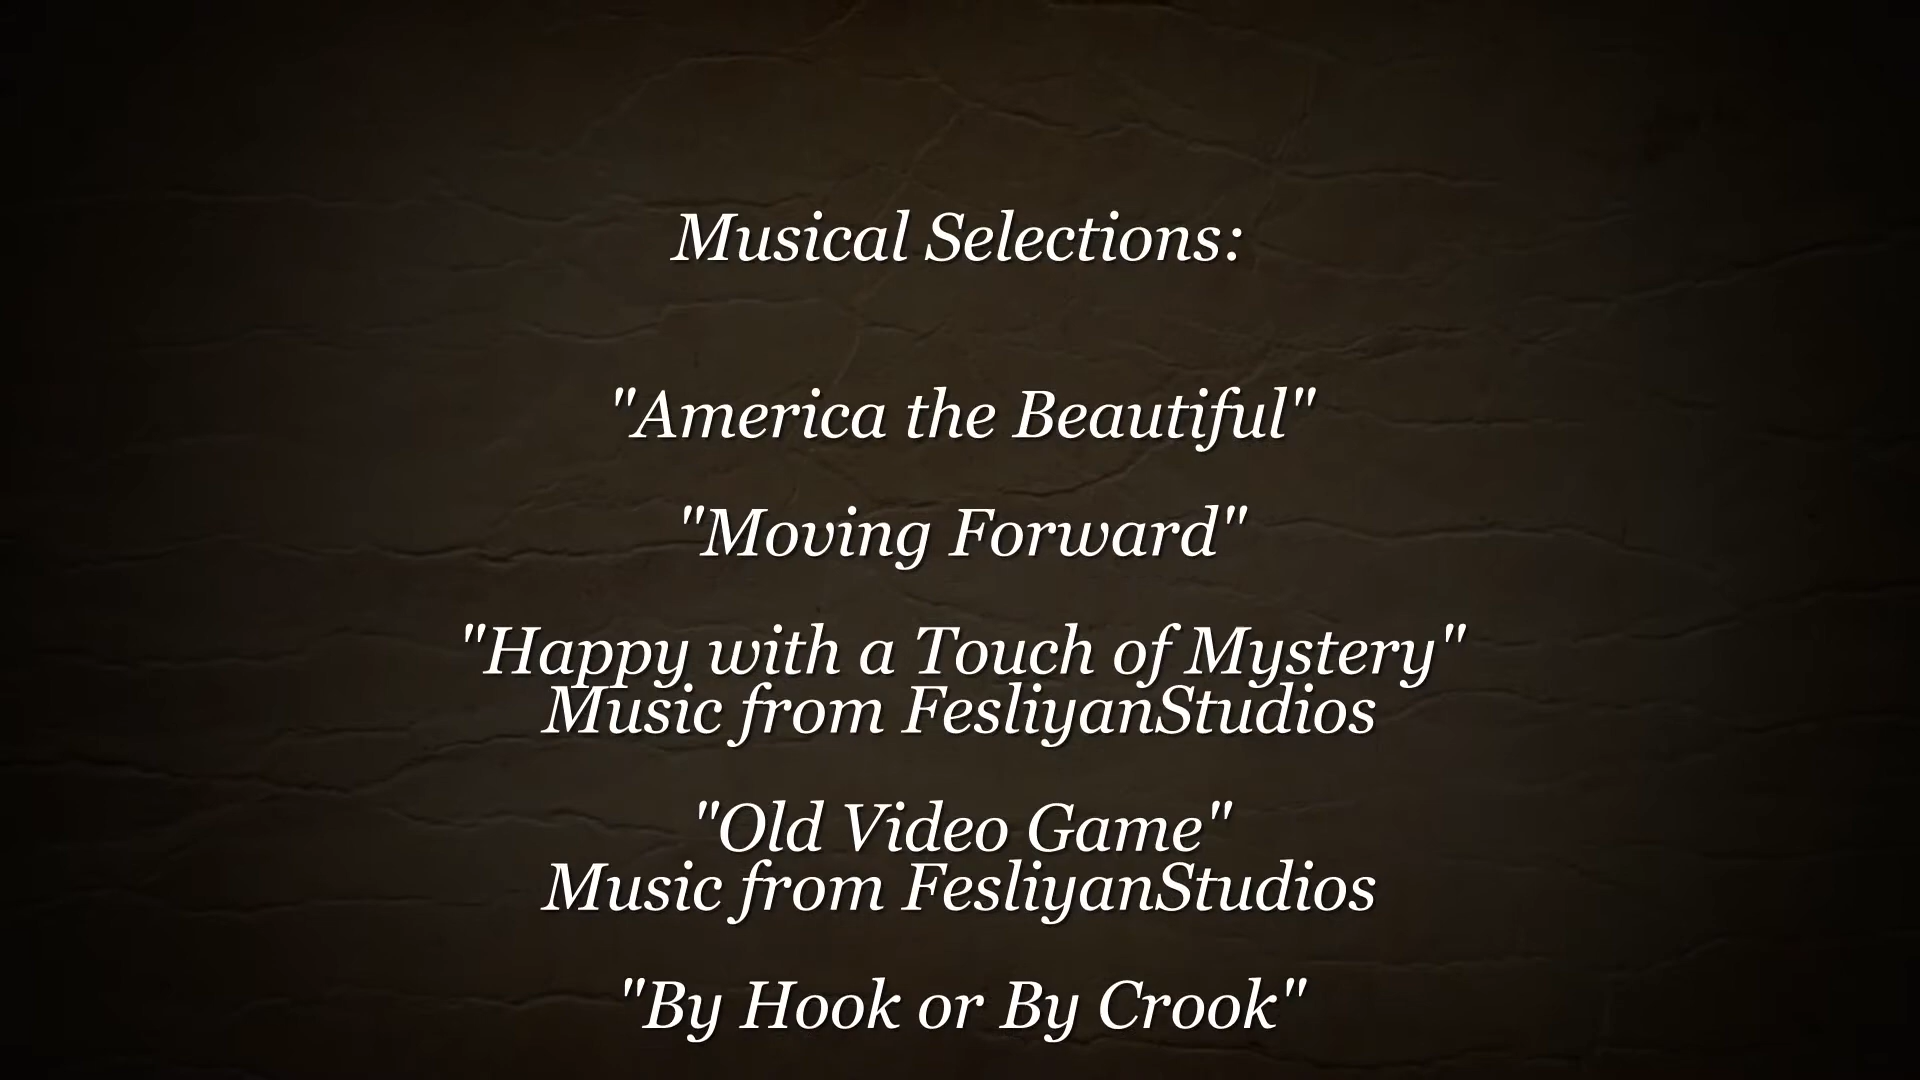 Musical Selections:
"America the Beautiful"
"Moving Forward"
"Happy with a Touch of Mystery"
Music from FesliyanStudios
"Old Video Game"
Music from FesliyanStudios
"By Hook or By Crook"